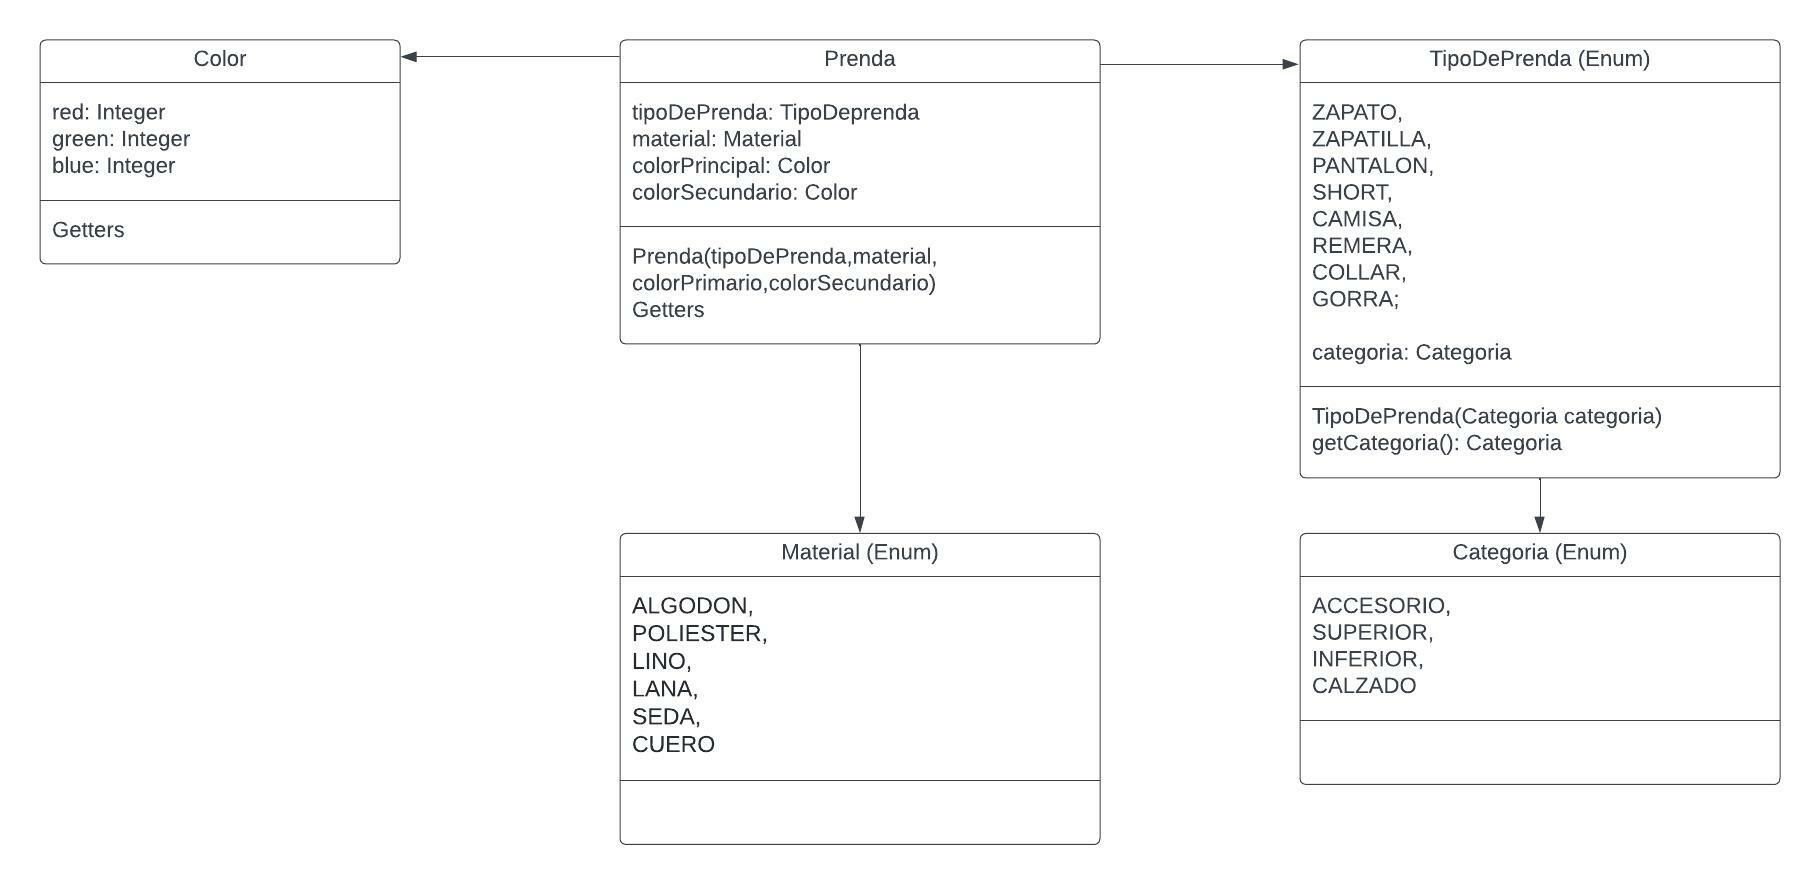 Color
red: Integer
green: Integer
blue: Integer
Getters
Prenda
tipoDePrenda: TipoDeprenda
material: Material
colorPrincipal: Color
colorSecundario: Color
Prenda(tipoDePrenda,material,
colorPrimario,colorSecundario)
Getters
TipoDePrenda (Enum)
ZAPATO,
ZAPATILLA,
PANTALON,
SHORT,
CAMISA,
REMERA,
COLLAR,
GORRA;
categoria: Categoria
TipoDePrenda(Categoria categoria)
getCategoria(): Categoria
Material (Enum)
ALGODON,
POLIESTER,
LINO,
LANA,
SEDA,
CUERO
Categoria (Enum)
ACCESORIO,
SUPERIOR,
INFERIOR,
CALZADO